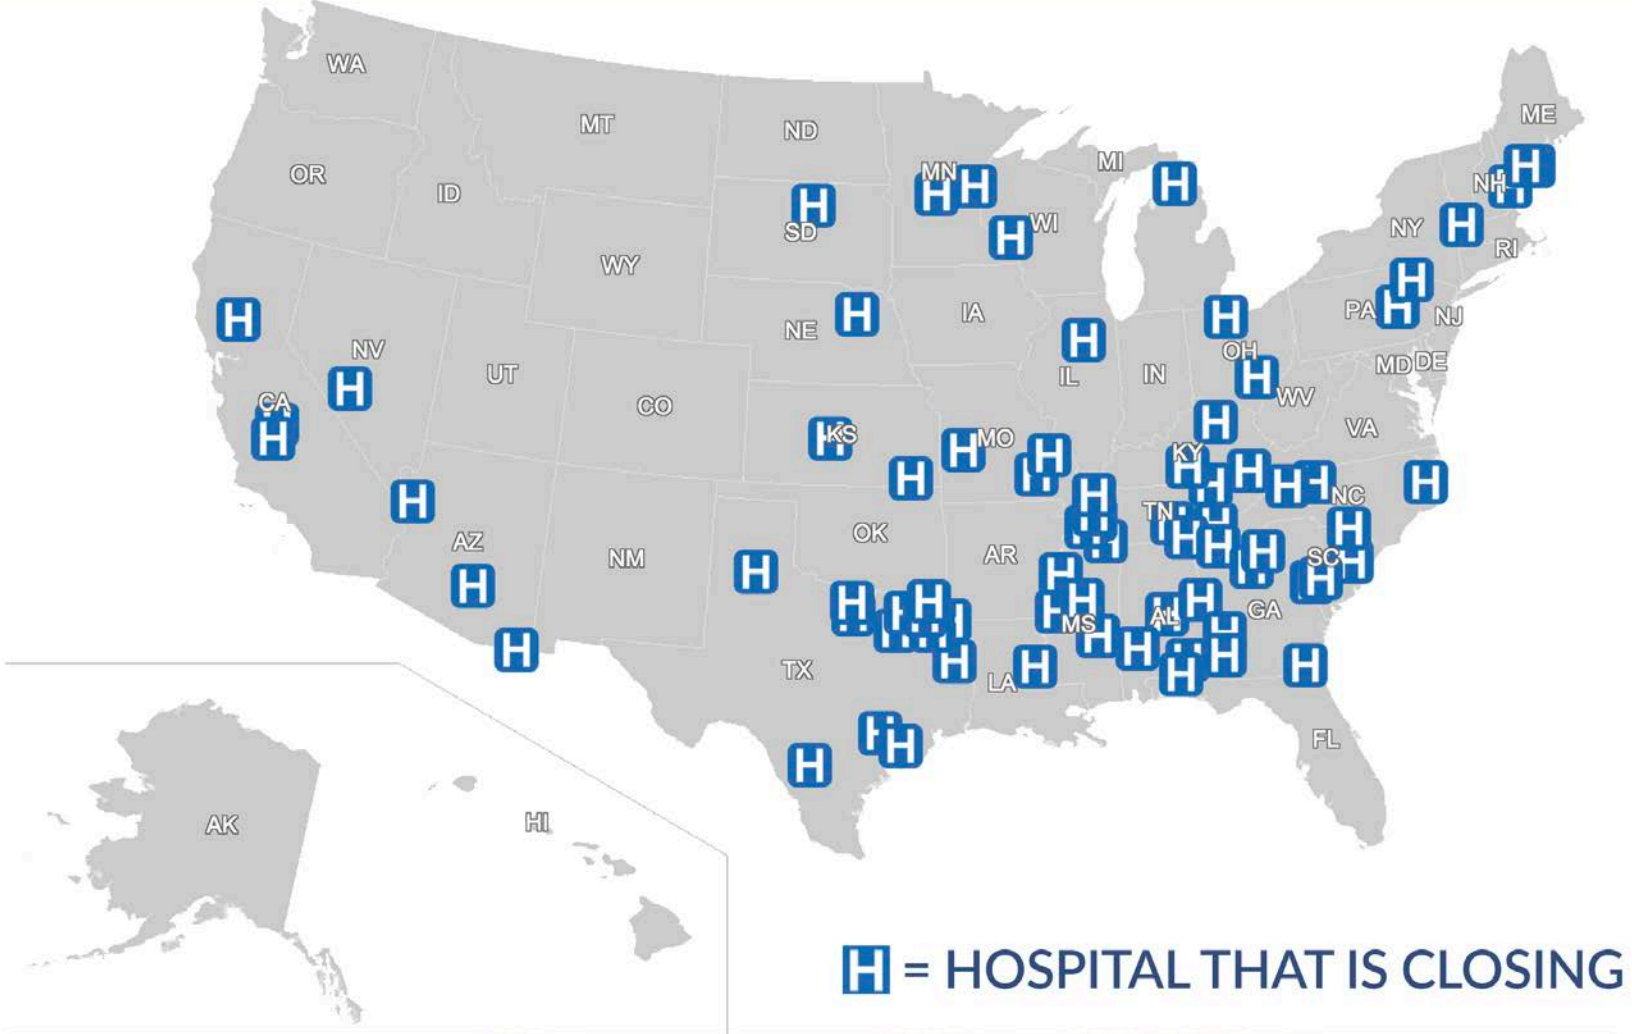 WA
MT
ND
ME
OR
ID
MN
MI
NH
SD
WI
NY
RI
WY
NE
IA
PA
NJ
NV
UT
CO
IL
IN
OH
MD
DE
WV
CA
KS
MO
KY
VA
NC
AZ
NM
OK
AR
TN
SC
TX
LA
MS
AL
GA
FL
AK
HI
H = HOSPITAL THAT IS CLOSING